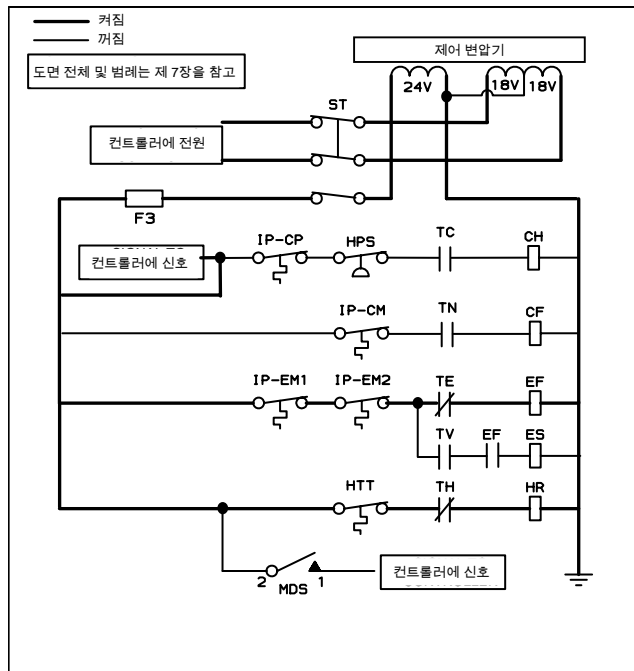 켜짐
꺼짐
도면 전체 및 범례는 제 7장을 참고
제어 변압기
24V 18V 18V
ST
컨트롤러에 전원
F3
컨트롤러에 신호
IP-CP HPS TC CH
IP-CM TN CF
IP-EM1 IP-EM2 TE EF
TV EF ES
HTT TH HR
2 MDS 1
컨트롤러에 신호